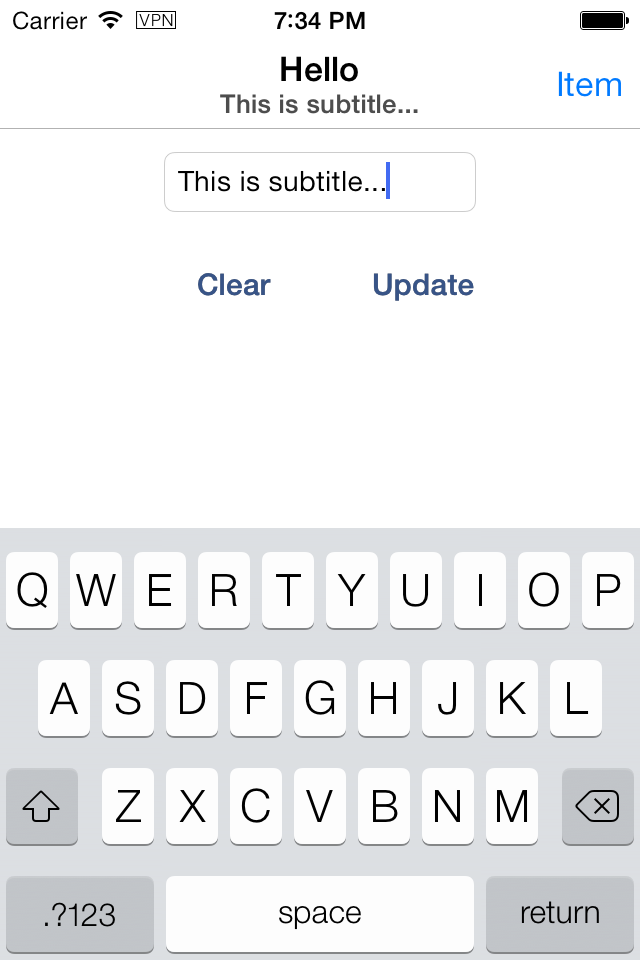 Carrier VPN 7:34 PM
Hello
This is subtitle...
Item
This is subtitle...
Clear Update
Q W E R T Y U I O P
A S D F G H J K L
Z X C V B N M
.?123 space return